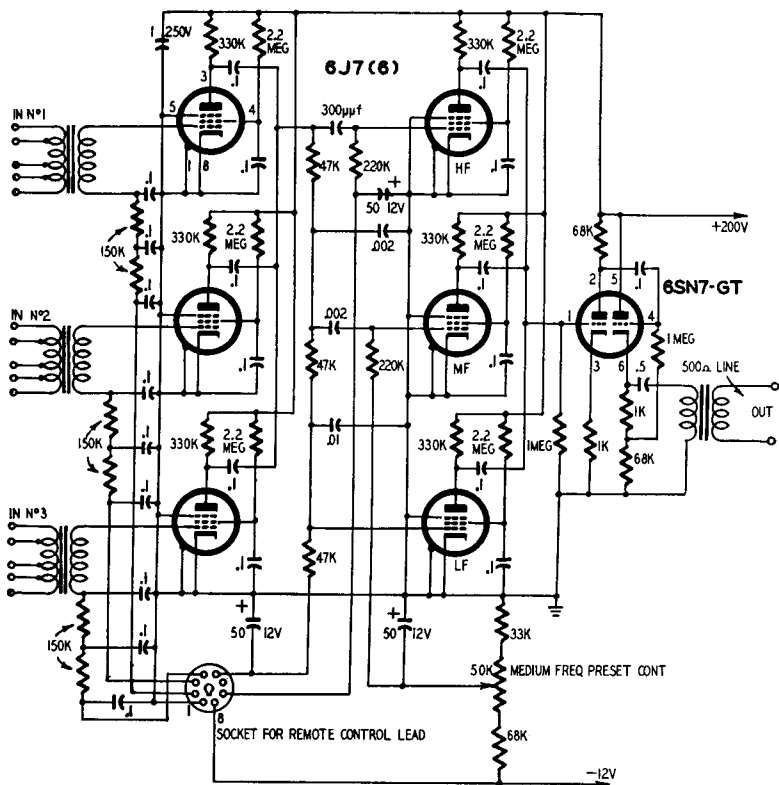 1 250V
330K
2.2
MEG
3
.1
6J7(6)
330K
2.2
MEG
.1
IN Nº1
5
4
300µµf
1
8
.1
47K
220K
HF
.1
.1
150K
.1
.1
50 12V
+
.002
330K
2.2
MEG
.1
330K
2.2
MEG
.1
68K
+200V
2
5
.1
6SN7-GT
IN Nº2
.002
1
4
.1
47K
220K
MF
.1
3
6
1 MEG
.5
500Ω LINE
OUT
.1
150K
.1
.1
330K
2.2
MEG
.1
.01
330K
2.2
MEG
.1
1MEG
1K
1K
68K
IN Nº3
.1
47K
LF
.1
.1
150K
.1
.1
+
50 12V
+
50 12V
33K
50K MEDIUM FREQ PRESET CONT
1
8
SOCKET FOR REMOTE CONTROL LEAD
68K
-12V